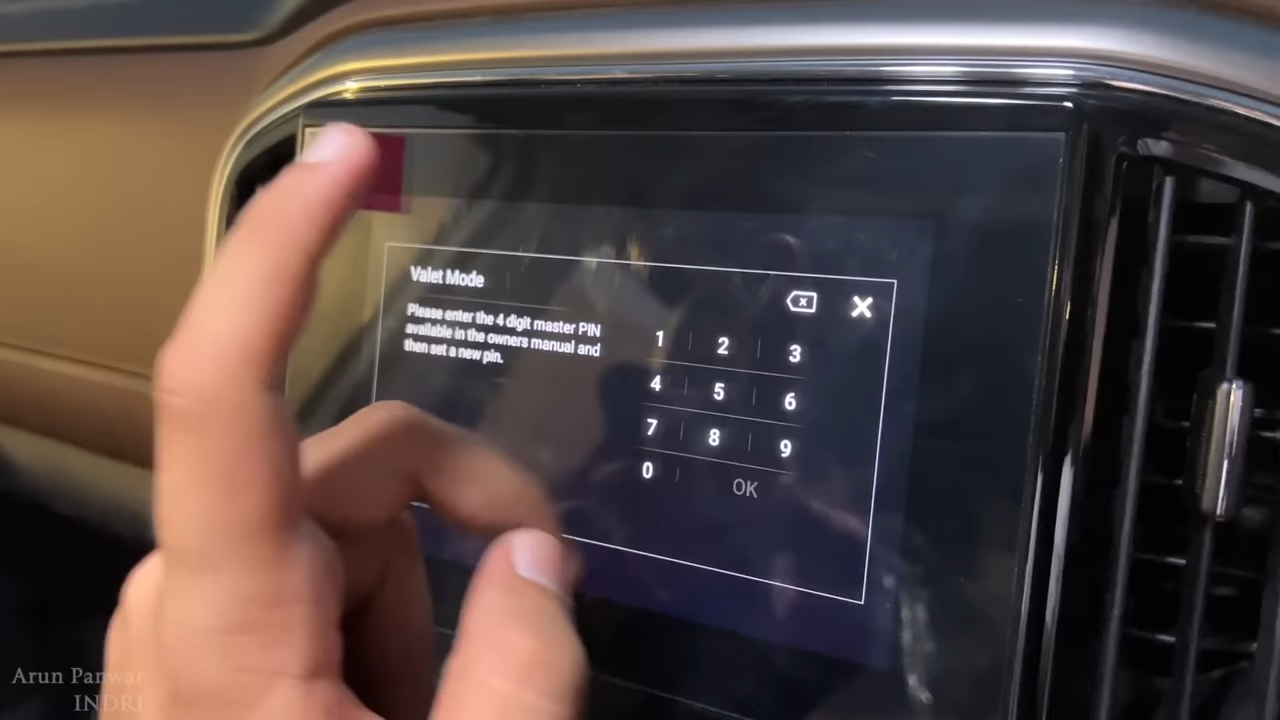 Valet Mode
Please enter the 4 digit master PIN
available in the owners manual and
then set a new pin.
1 2 3
4 5 6
7 8 9
0 OK
Arun Panwar
INDRI